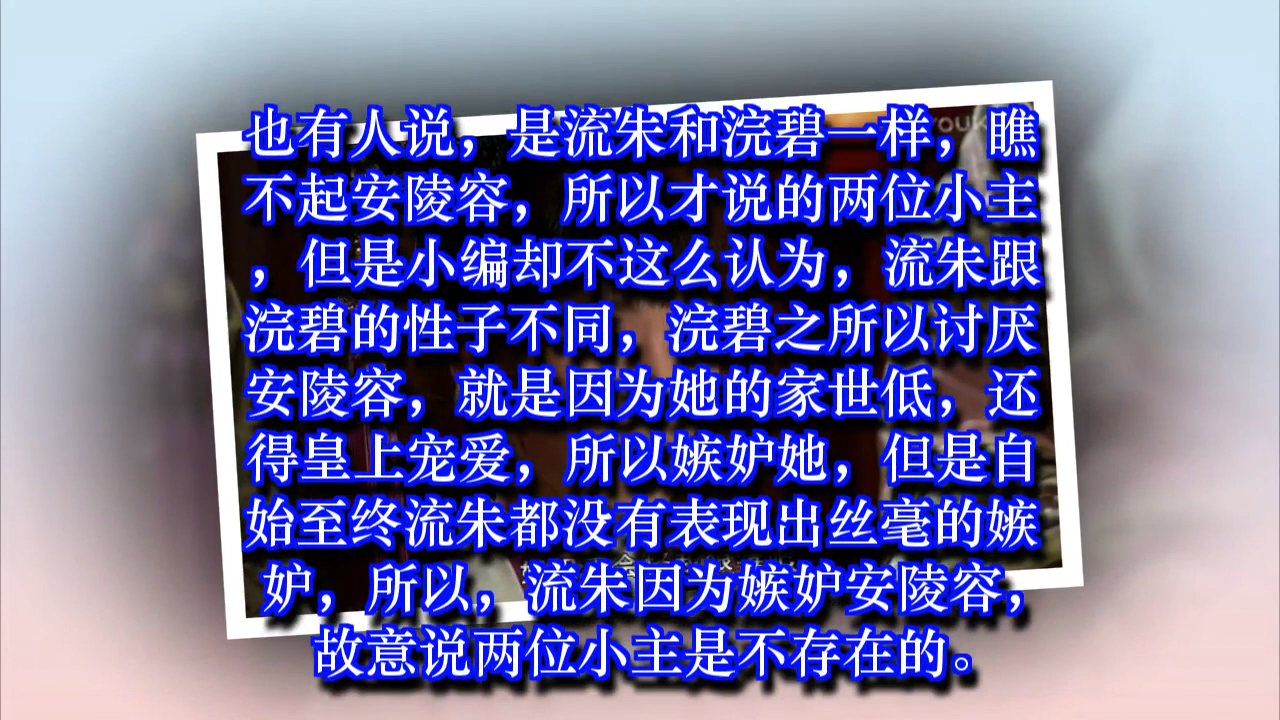 也有人说，是流朱和浣碧一样，瞧
不起安陵容，所以才说的两位小主
，但是小编却不这么认为，流朱跟
浣碧的性子不同，浣碧之所以讨厌
安陵容，就是因为她的家世低，还
得皇上宠爱，所以嫉妒她，但是自
始至终流朱都没有表现出丝毫的嫉
妒，所以，流朱因为嫉妒安陵容，
故意说两位小主是不存在的。